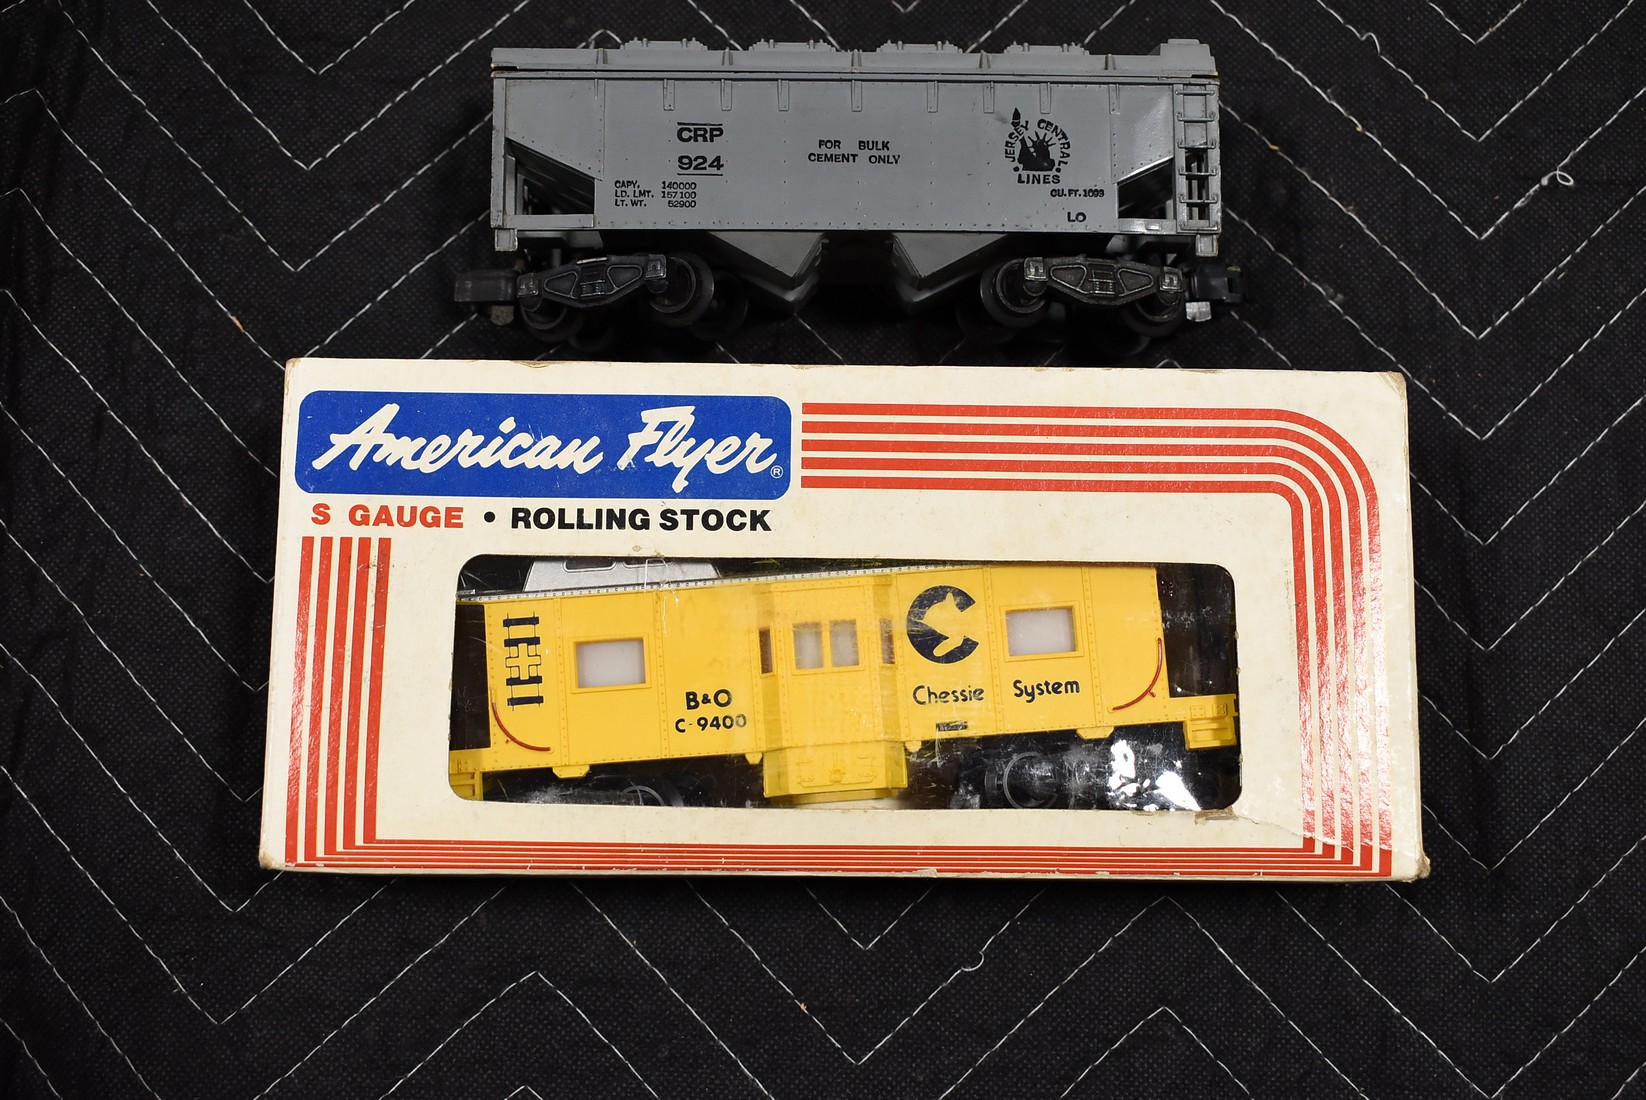 CRP
924
CAPY. 140000
LD. LMT. 157100
LT. WT. 52900
FOR BULK
CEMENT ONLY
JERSEY CENTRAL
LINES
CU. FT. 1993
LO
American Flyer®
S GAUGE • ROLLING STOCK
B&O
C-9400
C
Chessie System